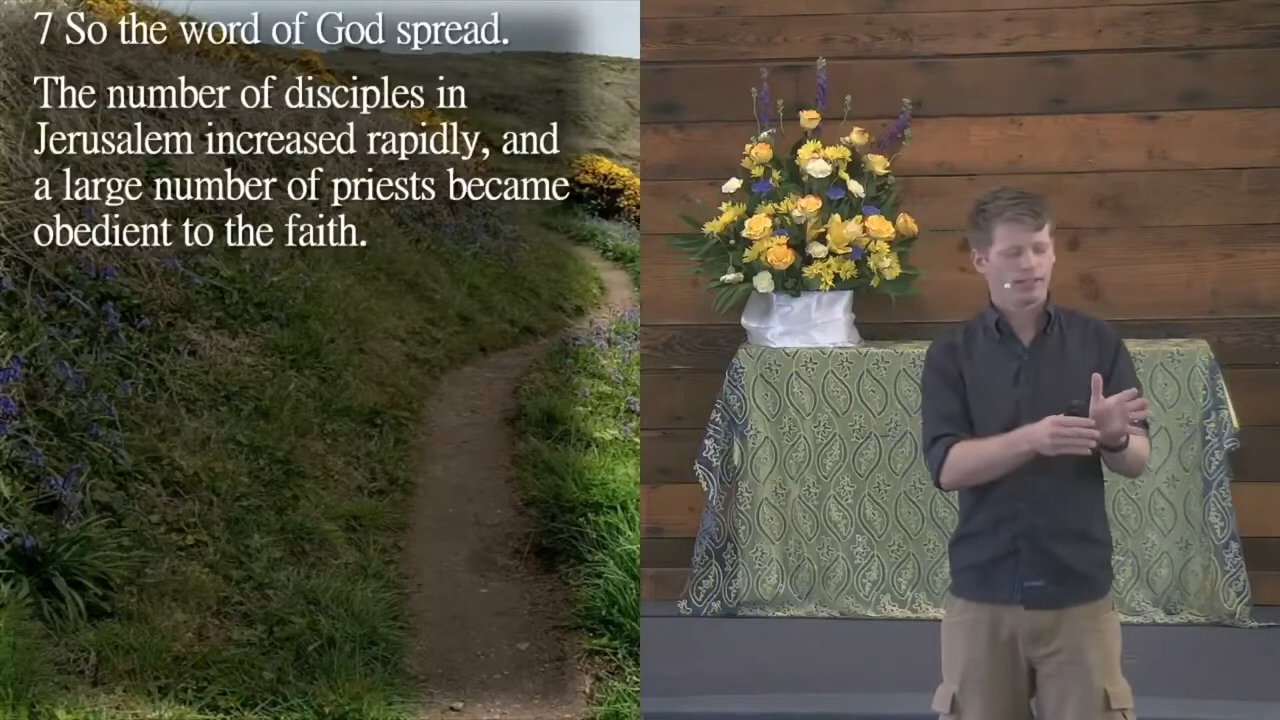 7 So the word of God spread.
The number of disciples in
Jerusalem increased rapidly, and
a large number of priests became
obedient to the faith.